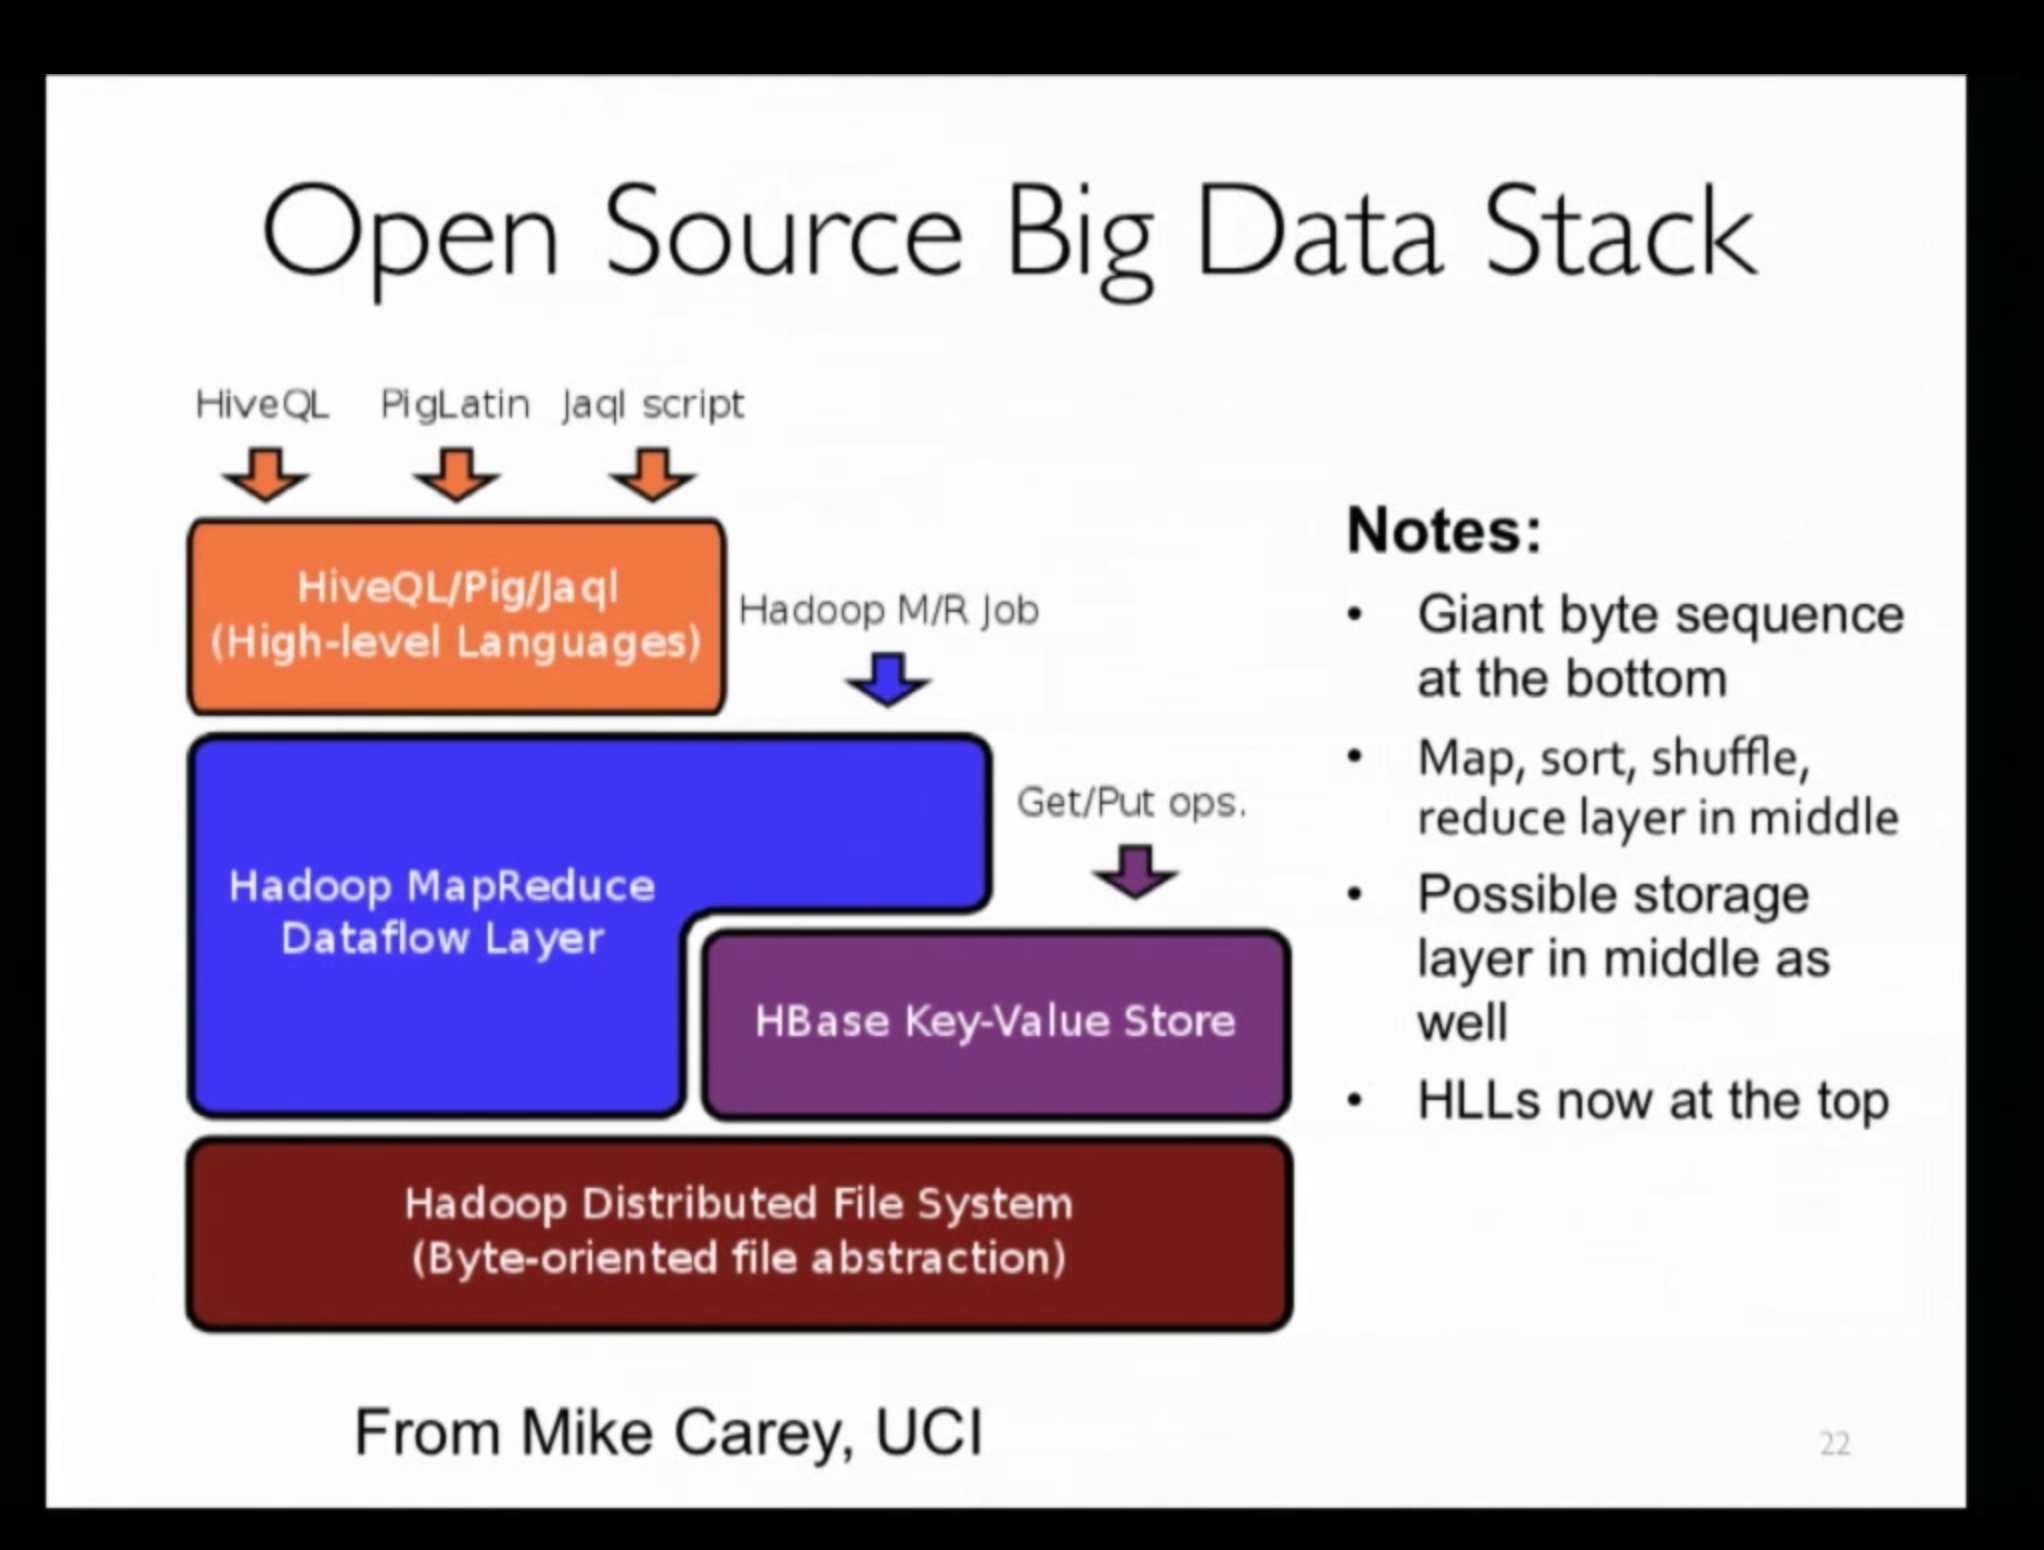 Open Source Big Data Stack
HiveQL PigLatin Jaql script
HiveQL/Pig/Jaql
(High-level Languages)
Hadoop M/R Job
Hadoop MapReduce
Dataflow Layer
Get/Put ops.
HBase Key-Value Store
Hadoop Distributed File System
(Byte-oriented file abstraction)
Notes:
• Giant byte sequence
at the bottom
• Map, sort, shuffle,
reduce layer in middle
• Possible storage
layer in middle as
well
• HLLs now at the top
From Mike Carey, UCI
22